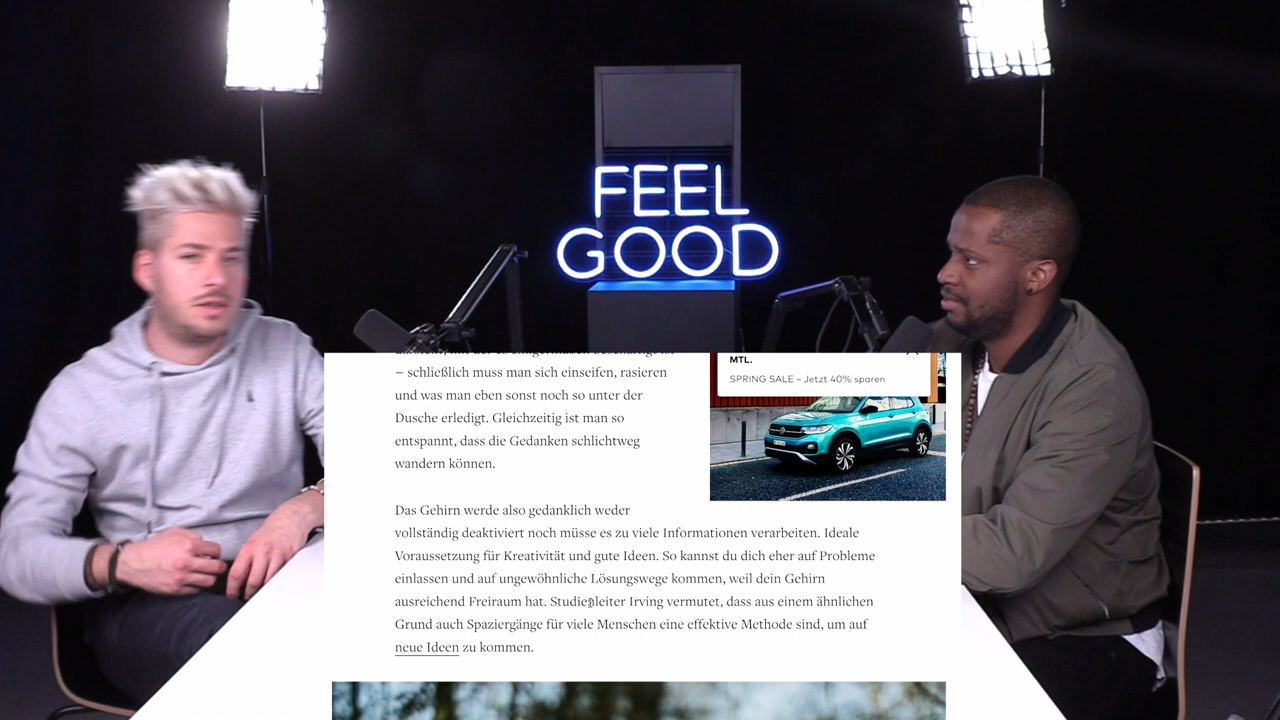 FEEL
GOOD
MTL.
SPRING SALE – Jetzt 40% sparen
– schließlich muss man sich einseifen, rasieren
und was man eben sonst noch so unter der
Dusche erledigt. Gleichzeitig ist man so
entspannt, dass die Gedanken schlichtweg
wandern können.
Das Gehirn werde also gedanklich weder
vollständig deaktiviert noch müsse es zu viele Informationen verarbeiten. Ideale
Voraussetzung für Kreativität und gute Ideen. So kannst du dich eher auf Probleme
einlassen und auf ungewöhnliche Lösungswege kommen, weil dein Gehirn
ausreichend Freiraum hat. Studienleiter Irving vermutet, dass aus einem ähnlichen
Grund auch Spaziergänge für viele Menschen eine effektive Methode sind, um auf
neue Ideen zu kommen.